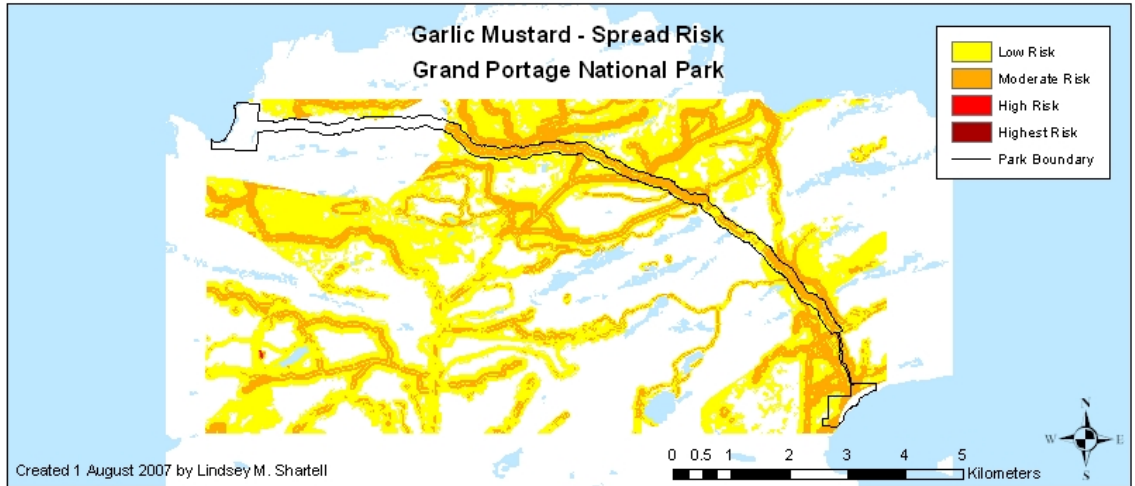 Garlic Mustard - Spread Risk
Grand Portage National Park
Low Risk
Moderate Risk
High Risk
Highest Risk
Park Boundary
N
W E
S
0 0.5 1 2 3 4 5
Kilometers
Created 1 August 2007 by Lindsey M. Shartell